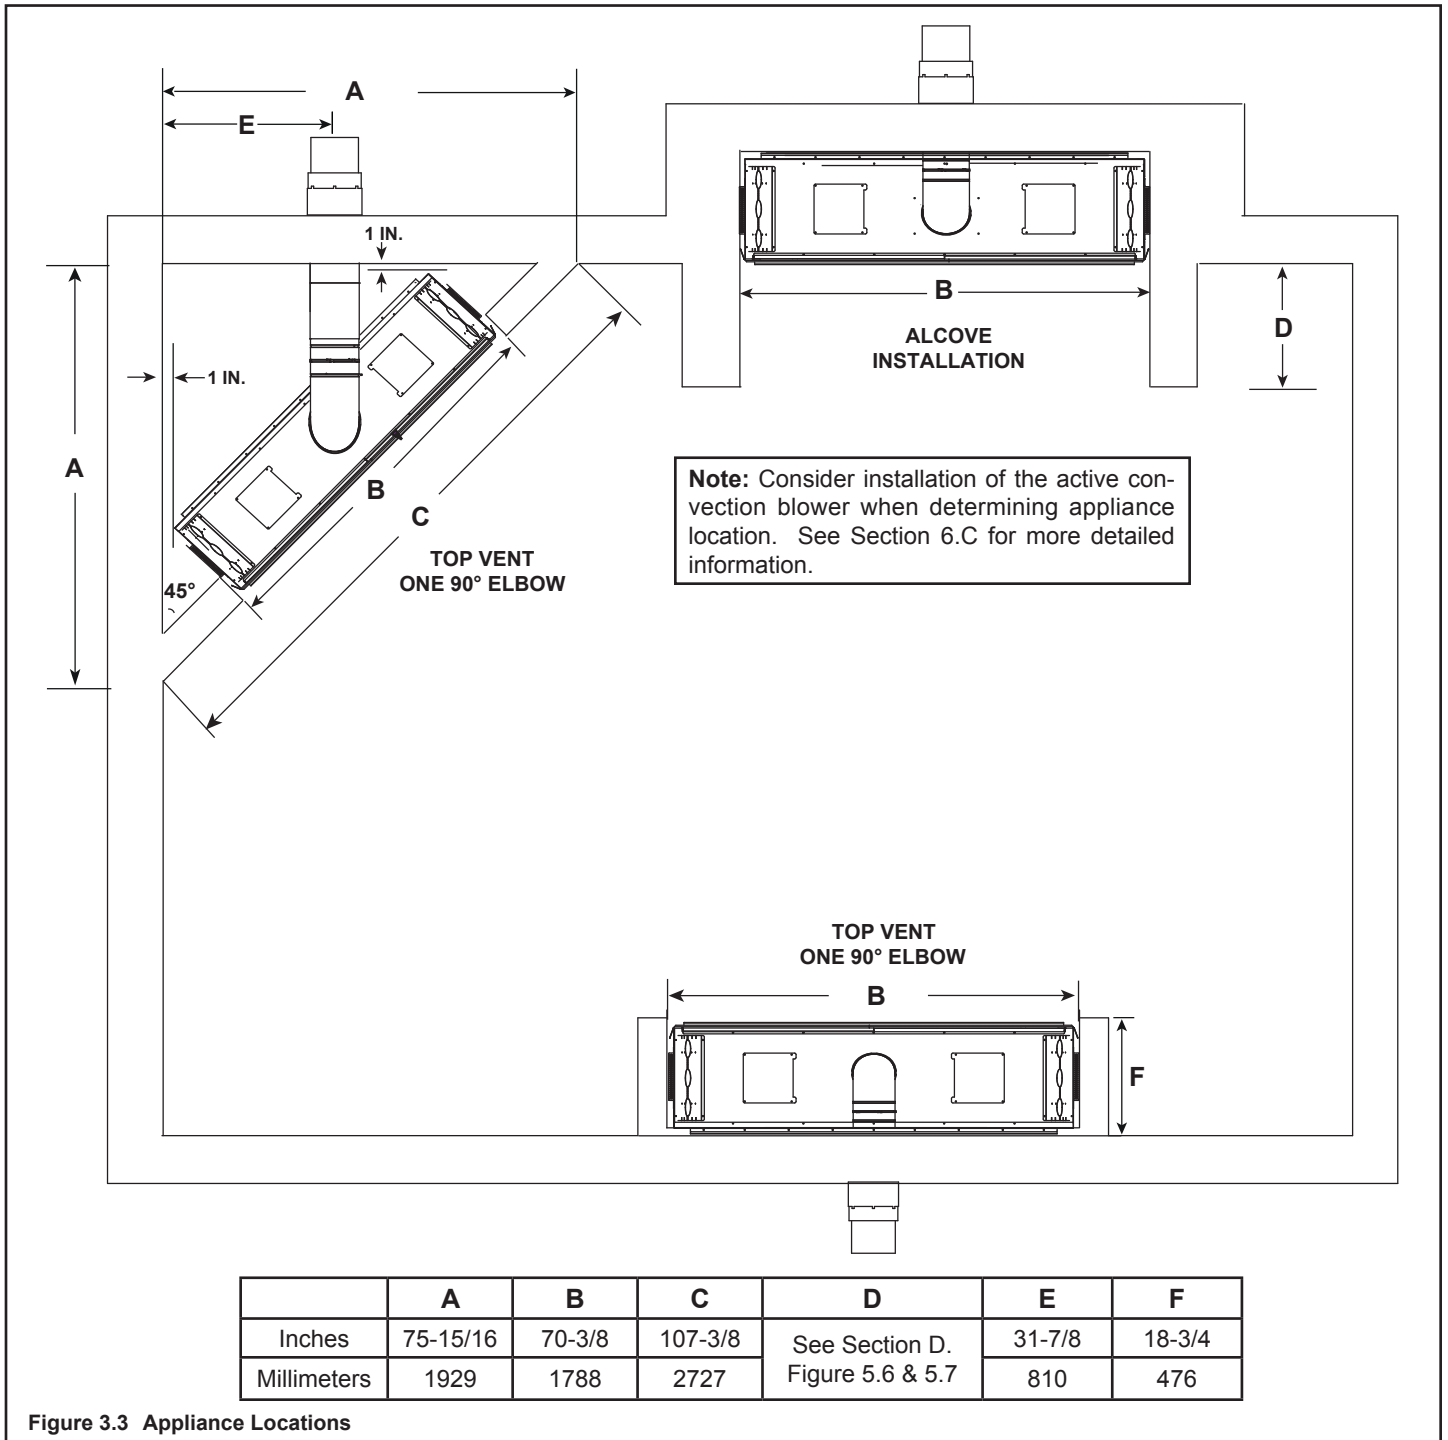 A
E
1 IN.
1 IN.
A
B
C
45°
TOP VENT
ONE 90° ELBOW
B
D
ALCOVE
INSTALLATION
Note: Consider installation of the active con-
vection blower when determining appliance
location. See Section 6.C for more detailed
information.
TOP VENT
ONE 90° ELBOW
B
F
A B C D E F
Inches 75-15/16 70-3/8 107-3/8 See Section D. 31-7/8 18-3/4
Millimeters 1929 1788 2727 Figure 5.6 & 5.7 810 476
Figure 3.3 Appliance Locations